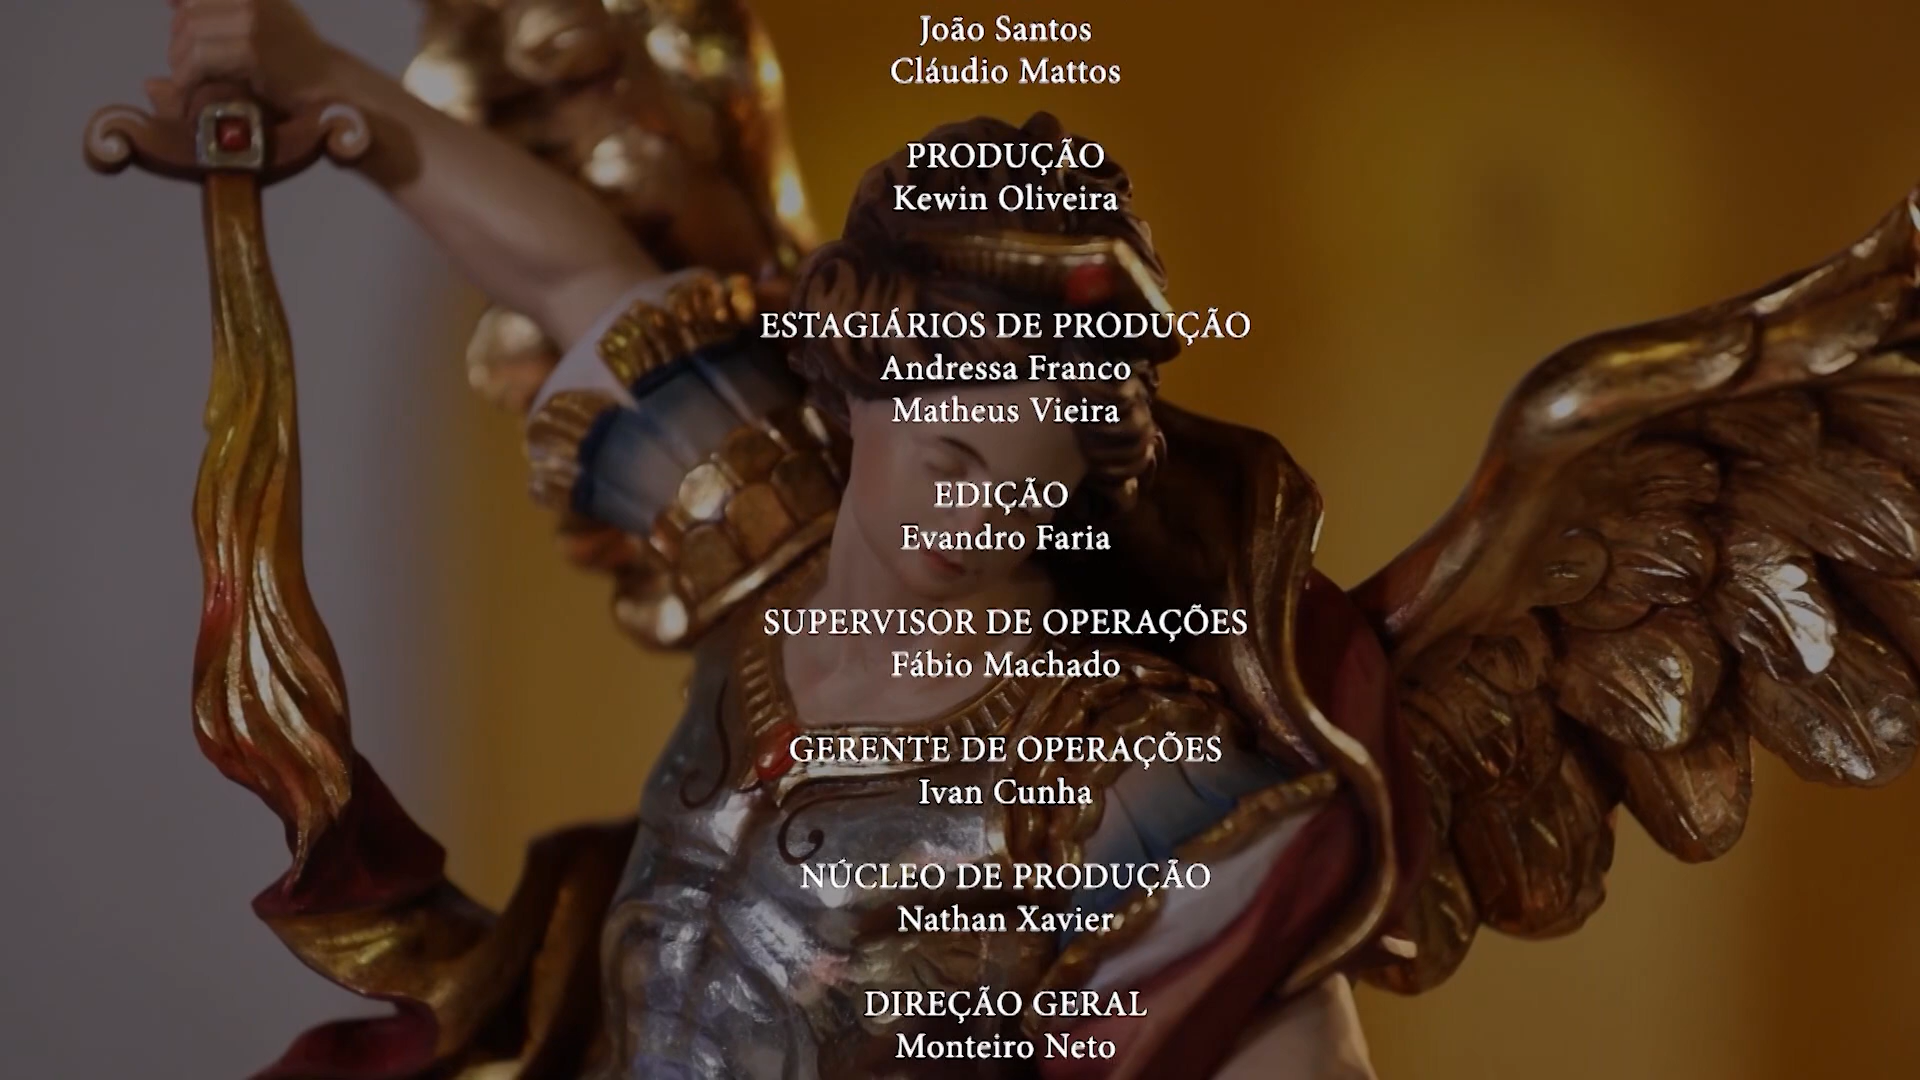 João Santos
Cláudio Mattos
PRODUÇÃO
Kewin Oliveira
ESTAGIÁRIOS DE PRODUÇÃO
Andressa Franco
Matheus Vieira
EDIÇÃO
Evandro Faria
SUPERVISOR DE OPERAÇÕES
Fábio Machado
GERENTE DE OPERAÇÕES
Ivan Cunha
NÚCLEO DE PRODUÇÃO
Nathan Xavier
DIREÇÃO GERAL
Monteiro Neto